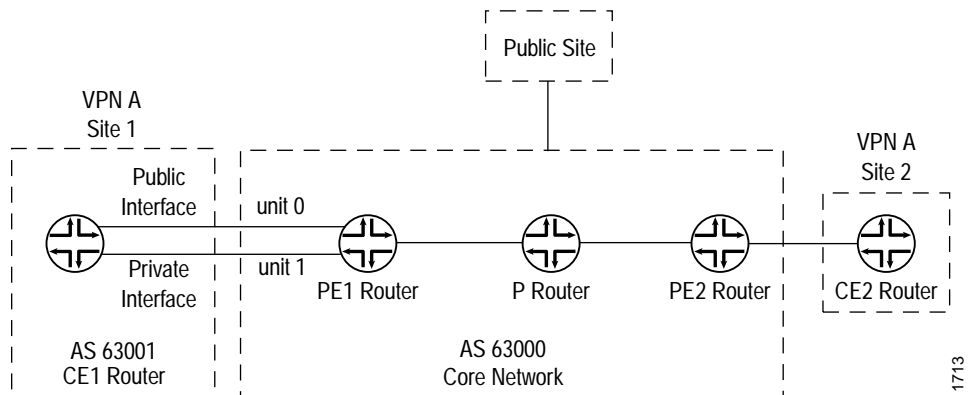 Public Site
VPN A
Site 1
VPN A
Site 2
Public
Interface
unit 0
Private
Interface
unit 1
PE1 Router
P Router
PE2 Router
CE2 Router
AS 63001
CE1 Router
AS 63000
Core Network
1713